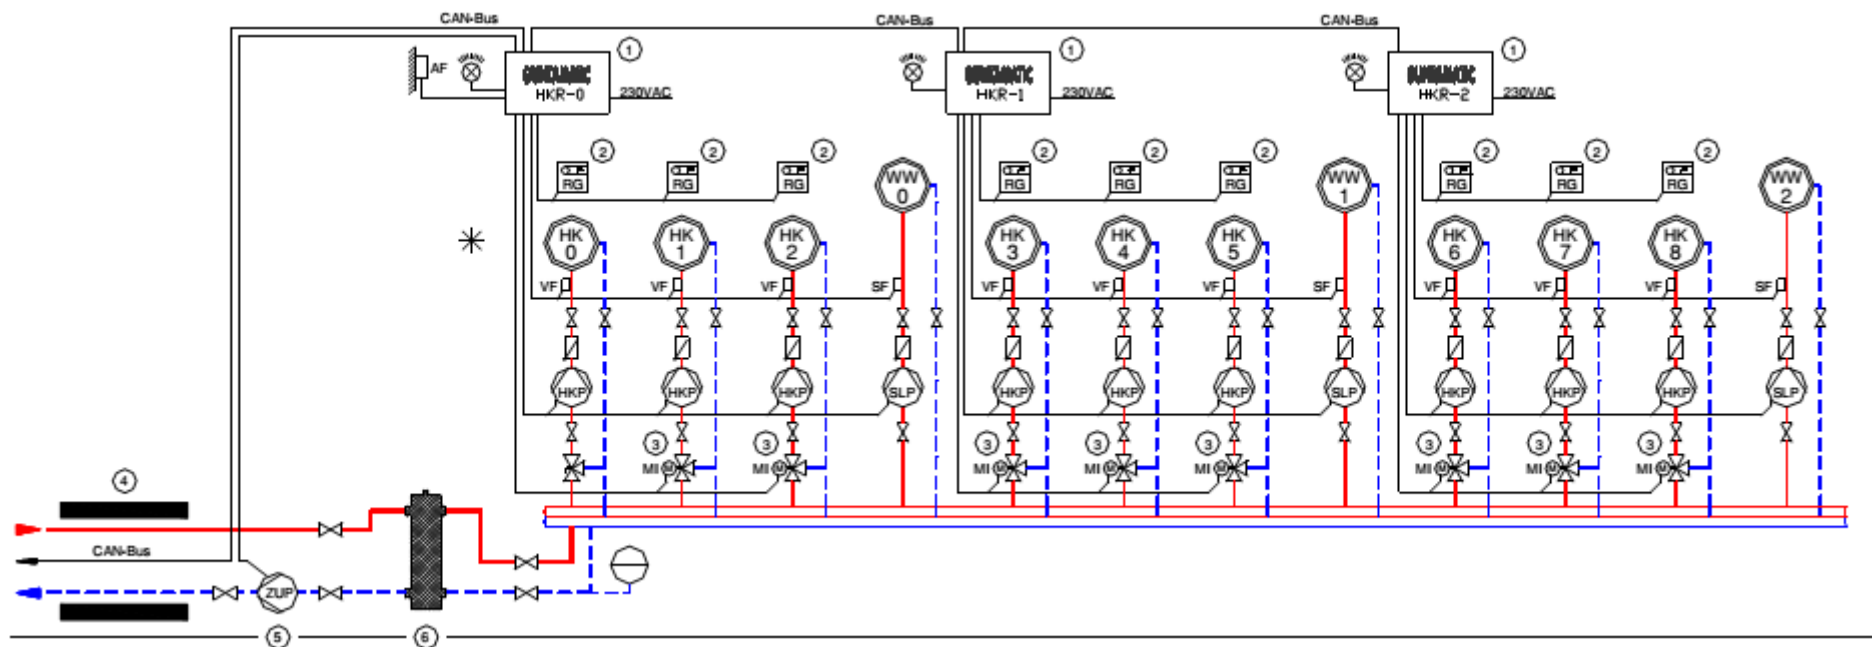 CAN-Bus CAN-Bus CAN-Bus
1 1 1
AF
HKR-0 230VAC HKR-1 230VAC HKR-2 230VAC
2 2 2 2 2 2 2 2 2
RG RG RG RG RG RG RG RG RG
WW 0 WW 1 WW 2
HK 0 HK 1 HK 2 HK 3 HK 4 HK 5 HK 6 HK 7 HK 8
VF VF VF SF VF VF VF SF VF VF VF SF
HKP HKP HKP SLP HKP HKP HKP SLP HKP HKP HKP SLP
3 3 3 3 3 3 3 3
MI M MI M MI M MI M MI M MI M MI M MI M
4
CAN-Bus
ZUP
5 6